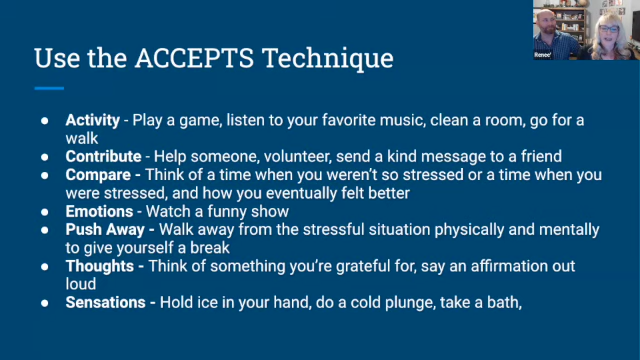 Renee'
Use the ACCEPTS Technique
● Activity - Play a game, listen to your favorite music, clean a room, go for a
walk
● Contribute - Help someone, volunteer, send a kind message to a friend
● Compare - Think of a time when you weren't so stressed or a time when you
were stressed, and how you eventually felt better
● Emotions - Watch a funny show
● Push Away - Walk away from the stressful situation physically and mentally
to give yourself a break
● Thoughts - Think of something you're grateful for, say an affirmation out
loud
● Sensations - Hold ice in your hand, do a cold plunge, take a bath,